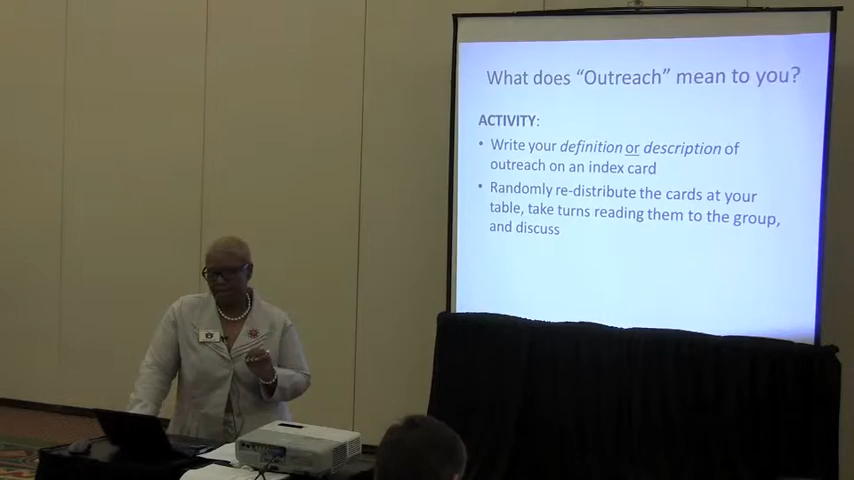 What does “Outreach” mean to you?
ACTIVITY:
• Write your definition or description of
outreach on an index card
• Randomly re-distribute the cards at your
table, take turns reading them to the group,
and discuss